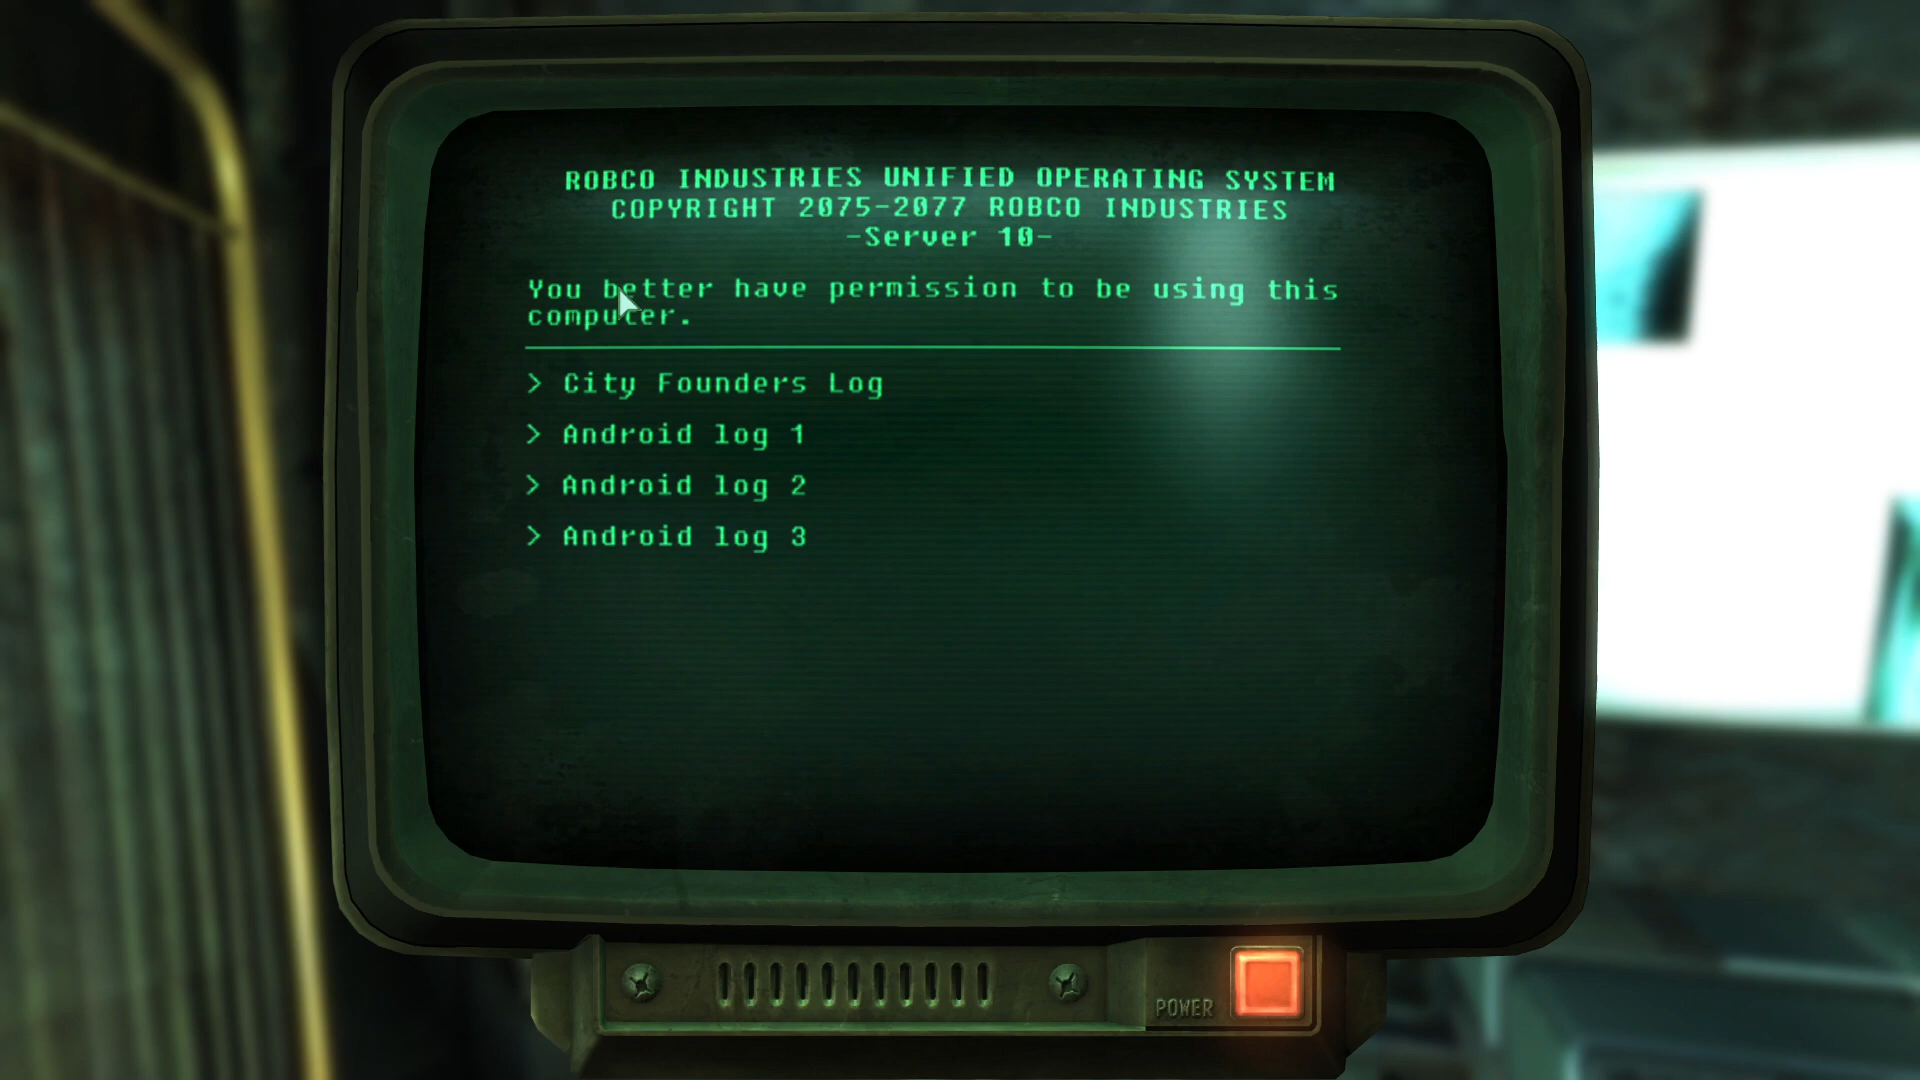 ROBCO INDUSTRIES UNIFIED OPERATING SYSTEM
COPYRIGHT 2075-2077 ROBCO INDUSTRIES
-Server 10-
You better have permission to be using this
computer.
> City Founders Log
> Android log 1
> Android log 2
> Android log 3
POWER